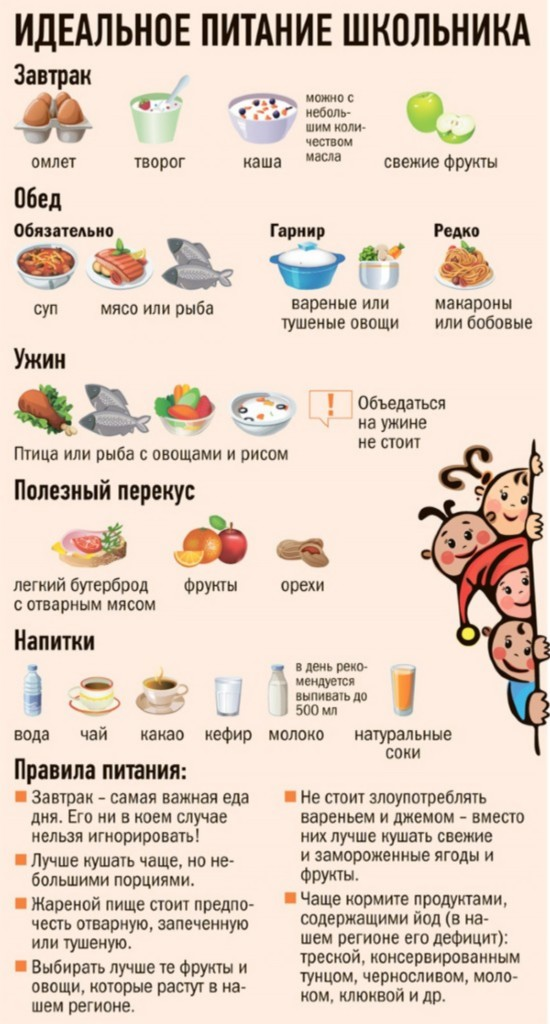 ИДЕАЛЬНОЕ ПИТАНИЕ ШКОЛЬНИКА
Завтрак
омлет
творог
каша
можно с
неболь-
шим коли-
чеством
масла
свежие фрукты
Обед
Обязательно
суп
мясо или рыба
Гарнир
вареные или
тушеные овощи
Редко
макароны
или бобовые
Ужин
Птица или рыба с овощами и рисом
!
Объедаться
на ужине
не стоит
Полезный перекус
легкий бутерброд
с отварным мясом
фрукты
орехи
Напитки
вода
чай
какао
кефир
молоко
в день реко-
мендуется
выпивать до
500 мл
натуральные
соки
Правила питания:
Завтрак – самая важная еда
дня. Его ни в коем случае
нельзя игнорировать!
Лучше кушать чаще, но не-
большими порциями.
Жареной пище стоит предпо-
честь отварную, запеченную
или тушеную.
Выбирать лучше те фрукты и
овощи, которые растут в на-
шем регионе.
Не стоит злоупотреблять
вареньем и джемом – вместо
них лучше кушать свежие
и замороженные ягоды и
фрукты.
Чаще кормите продуктами,
содержащими йод (в на-
шем регионе его дефицит):
треской, консервированным
тунцом, черносливом, моло-
ком, клюквой и др.